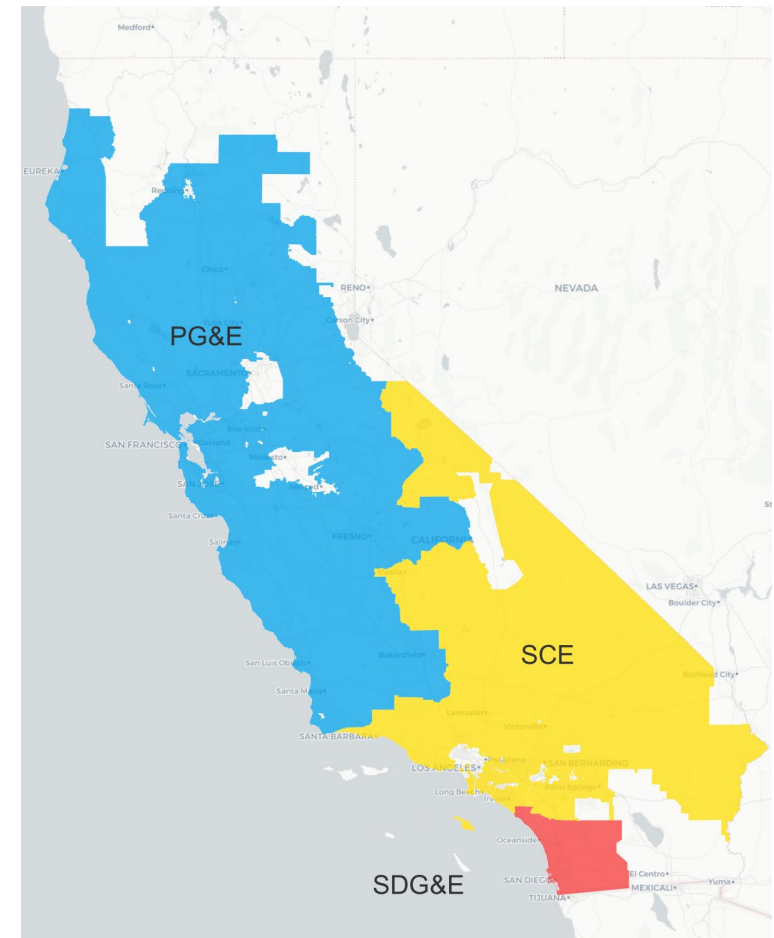 Medford
EUREKA
Redding
Chico
RENO
NEVADA
Carson City
PG&E
SACRAMENTO
Santa Rosa
Stockton
SAN FRANCISCO
Oakland
Modesto
Merced
Santa Cruz
Salinas
FRESNO
CALIFORNIA
Visalia
LAS VEGAS
Boulder City
SCE
Bakersfield
San Luis Obispo
Bullhead City
Santa Maria
Lancaster
Victorville
SANTA BARBARA
Pasadena
SAN BERNARDINO
LOS ANGELES
Palm Springs
Long Beach
Irvine
Oceanside
SDG&E
SAN DIEGO
El Centro
MEXICALI
Yuma
TIJUANA